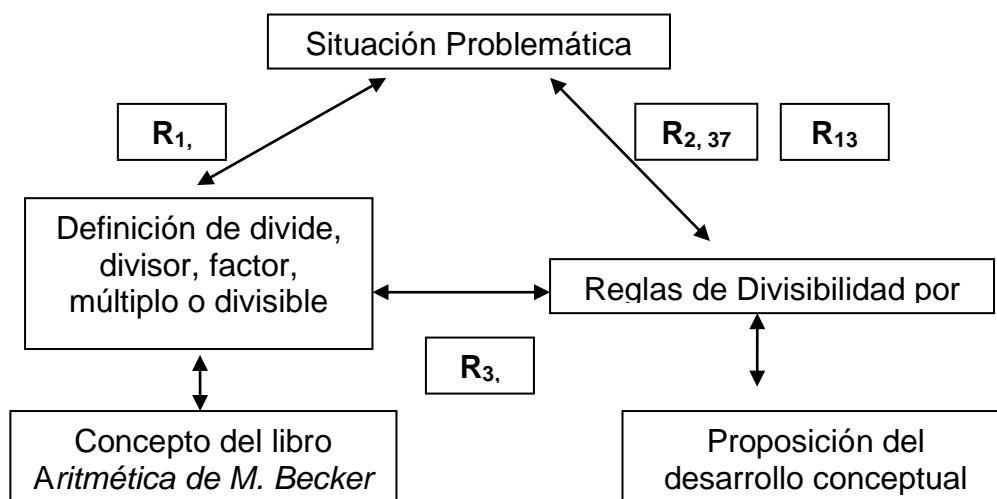 Situación Problemática
R1,
R2, 37
R13
Definición de divide,
divisor, factor,
múltiplo o divisible
Reglas de Divisibilidad por
R3,
Concepto del libro
Aritmética de M. Becker
Proposición del
desarrollo conceptual